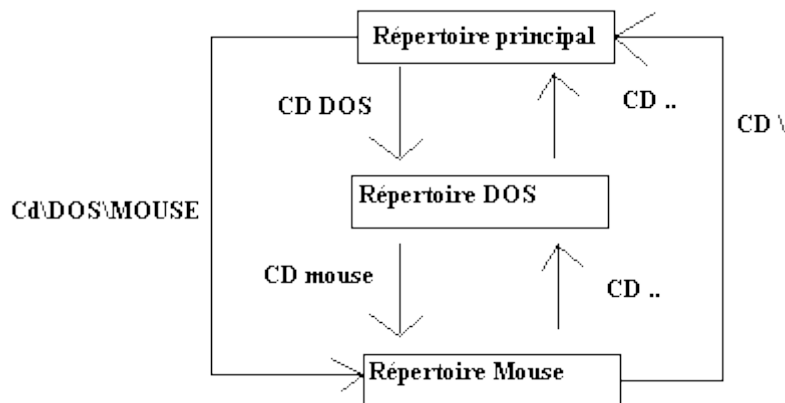 Répertoire principal
CD DOS
CD ..
CD \
Répertoire DOS
Cd\DOS\MOUSE
CD mouse
CD ..
Répertoire Mouse